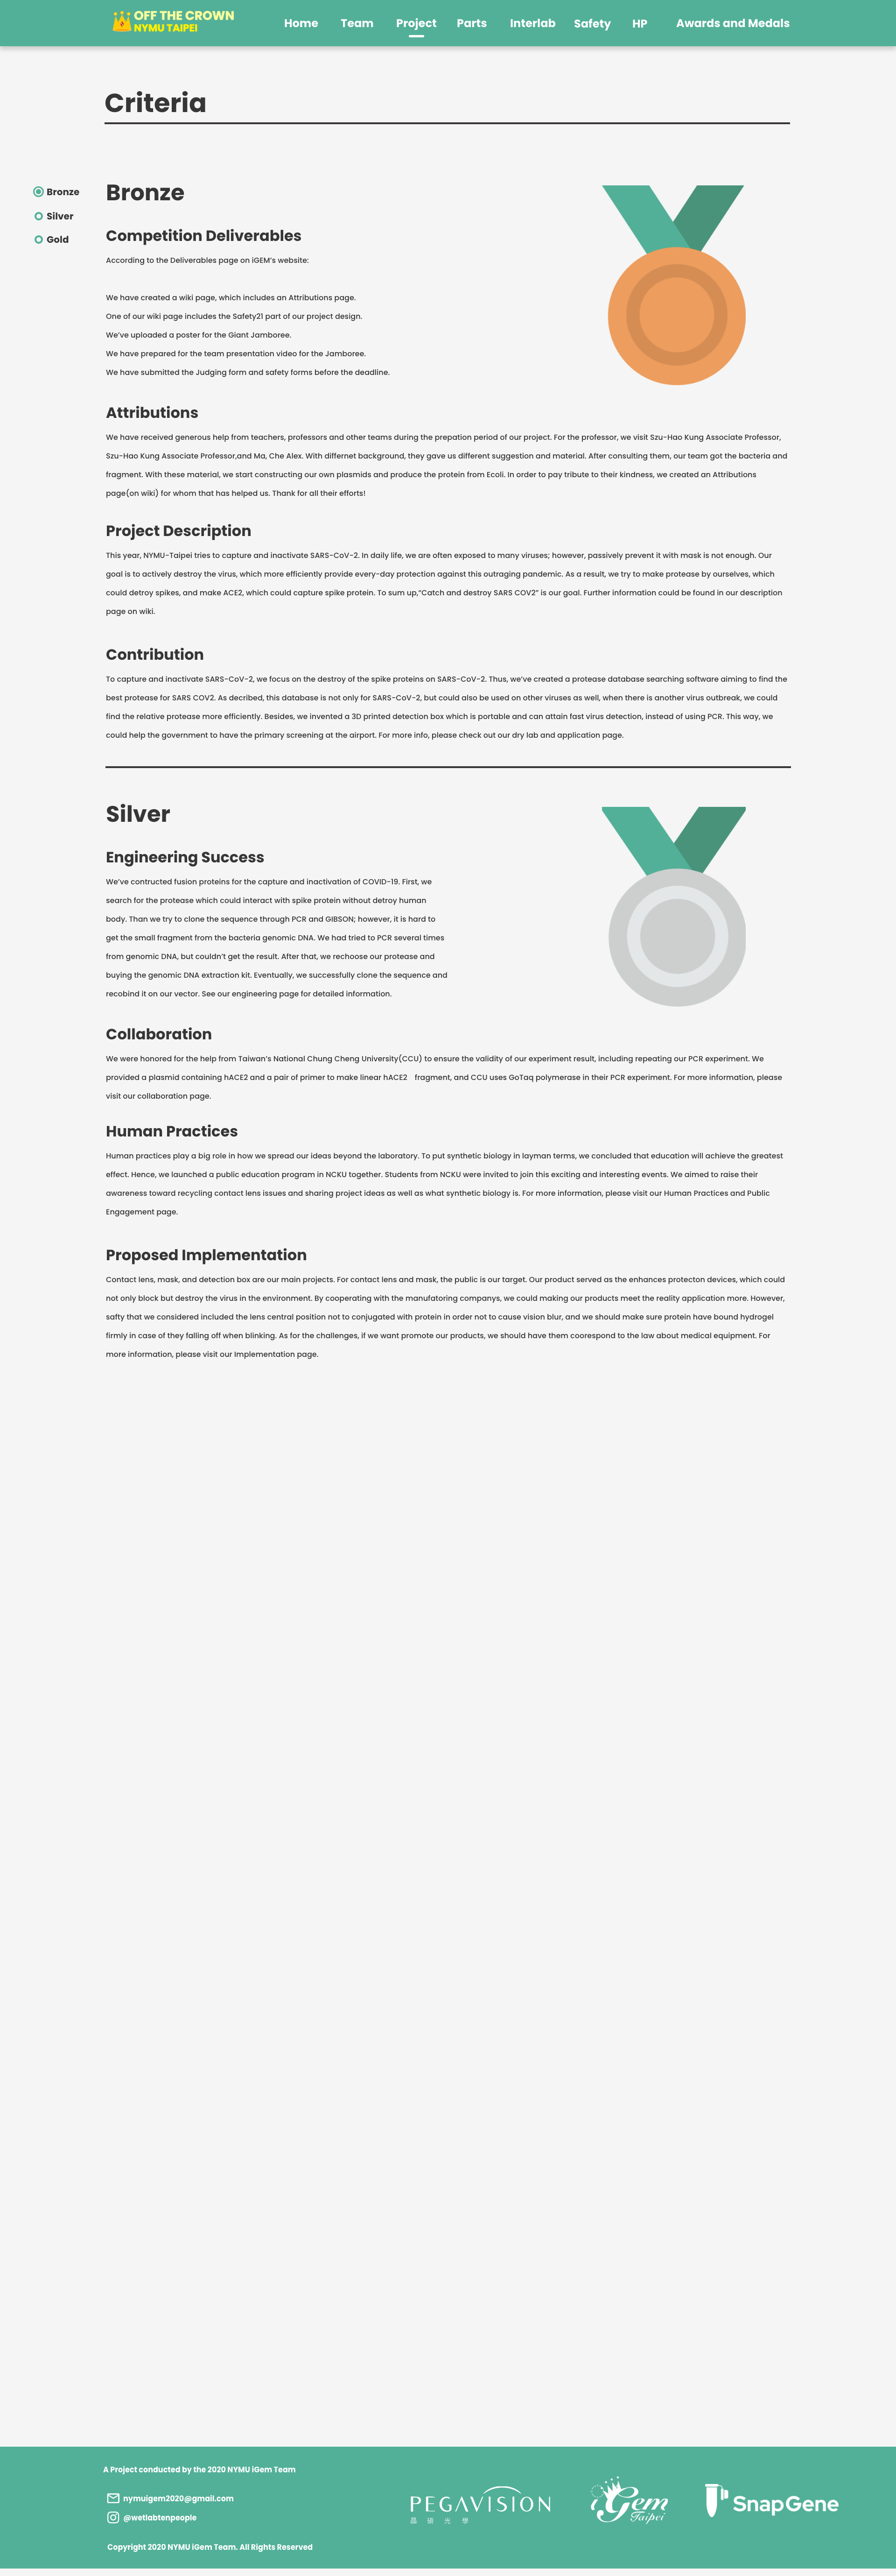 OFF THE CROWN
NYMU TAIPEI
Home Team Project Parts Interlab Safety HP Awards and Medals
Criteria
Bronze
Silver
Gold
Bronze
Competition Deliverables
According to the Deliverables page on iGEM's website:
We have created a wiki page, which includes an Attributions page.
One of our wiki page includes the Safety21 part of our project design.
We've uploaded a poster for the Giant Jamboree.
We have prepared for the team presentation video for the Jamboree.
We have submitted the Judging form and safety forms before the deadline.
Attributions
We have received generous help from teachers, professors and other teams during the prepation period of our project. For the professor, we visit Szu-Hao Kung Associate Professor,
Szu-Hao Kung Associate Professor,and Ma, Che Alex. With differnet background, they gave us different suggestion and material. After consulting them, our team got the bacteria and
fragment. With these material, we start constructing our own plasmids and produce the protein from Ecoli. In order to pay tribute to their kindness, we created an Attributions
page(on wiki) for whom that has helped us. Thank for all their efforts!
Project Description
This year, NYMU-Taipei tries to capture and inactivate SARS-CoV-2. In daily life, we are often exposed to many viruses; however, passively prevent it with mask is not enough. Our
goal is to actively destroy the virus, which more efficiently provide every-day protection against this outraging pandemic. As a result, we try to make protease by ourselves, which
could detroy spikes, and make ACE2, which could capture spike protein. To sum up,"Catch and destroy SARS COV2" is our goal. Further information could be found in our description
page on wiki.
Contribution
To capture and inactivate SARS-CoV-2, we focus on the destroy of the spike proteins on SARS-CoV-2. Thus, we've created a protease database searching software aiming to find the
best protease for SARS COV2. As decribed, this database is not only for SARS-CoV-2, but could also be used on other viruses as well, when there is another virus outbreak, we could
find the relative protease more efficiently. Besides, we invented a 3D printed detection box which is portable and can attain fast virus detection, instead of using PCR. This way, we
could help the government to have the primary screening at the airport. For more info, please check out our dry lab and application page.
Silver
Engineering Success
We've contructed fusion proteins for the capture and inactivation of COVID-19. First, we
search for the protease which could interact with spike protein without detroy human
body. Than we try to clone the sequence through PCR and GIBSON; however, it is hard to
get the small fragment from the bacteria genomic DNA. We had tried to PCR several times
from genomic DNA, but couldn't get the result. After that, we rechoose our protease and
buying the genomic DNA extraction kit. Eventually, we successfully clone the sequence and
recobind it on our vector. See our engineering page for detailed information.
Collaboration
We were honored for the help from Taiwan's National Chung Cheng University(CCU) to ensure the validity of our experiment result, including repeating our PCR experiment. We
provided a plasmid containing hACE2 and a pair of primer to make linear hACE2 fragment, and CCU uses GoTaq polymerase in their PCR experiment. For more information, please
visit our collaboration page.
Human Practices
Human practices play a big role in how we spread our ideas beyond the laboratory. To put synthetic biology in layman terms, we concluded that education will achieve the greatest
effect. Hence, we launched a public education program in NCKU together. Students from NCKU were invited to join this exciting and interesting events. We aimed to raise their
awareness toward recycling contact lens issues and sharing project ideas as well as what synthetic biology is. For more information, please visit our Human Practices and Public
Engagement page.
Proposed Implementation
Contact lens, mask, and detection box are our main projects. For contact lens and mask, the public is our target. Our product served as the enhances protecton devices, which could
not only block but destroy the virus in the environment. By cooperating with the manufatoring companys, we could making our products meet the reality application more. However,
safty that we considered included the lens central position not to conjugated with protein in order not to cause vision blur, and we should make sure protein have bound hydrogel
firmly in case of they falling off when blinking. As for the challenges, if we want promote our products, we should have them coorespond to the law about medical equipment. For
more information, please visit our Implementation page.
A Project conducted by the 2020 NYMU iGem Team
nymuigem2020@gmail.com
@wetlabtenpeople
Copyright 2020 NYMU iGem Team. All Rights Reserved
PEGAVISION
晶碩光學
iGem
Taipei
SnapGene